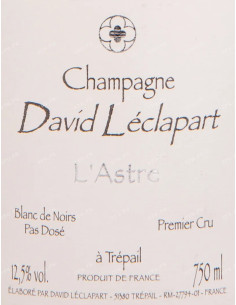 Champagne
David Léclapart
L'Astre
Blanc de Noirs
Pas Dosé
Premier Cru
à Trépail
12,5% vol.
PRODUIT DE FRANCE
750 ml
ÉLABORÉ PAR DAVID LÉCLAPART - 51380 TRÉPAIL - RM-27794-01 - FRANCE